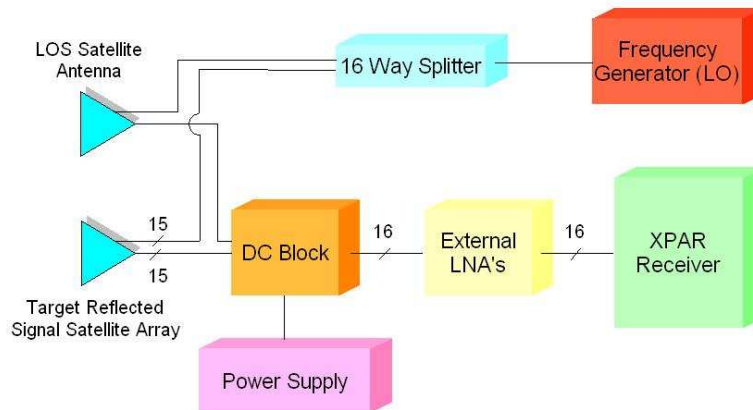 LOS Satellite
Antenna
16 Way Splitter
Frequency
Generator (LO)
15
15
Target Reflected
Signal Satellite Array
DC Block
16
External
LNA's
16
XPAR
Receiver
Power Supply